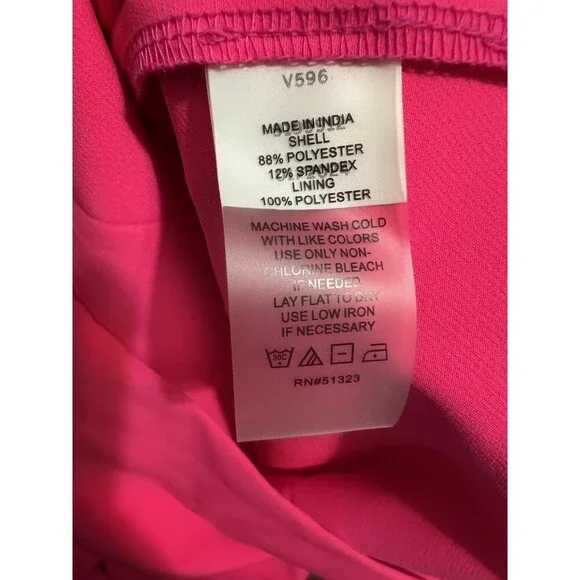 V596
MADE IN INDIA
SHELL
88% POLYESTER
12% SPANDEX
LINING
100% POLYESTER
MACHINE WASH COLD
WITH LIKE COLORS
USE ONLY NON-
CHLORINE BLEACH
IF NEEDED
LAY FLAT TO DRY
USE LOW IRON
IF NECESSARY
30C
RN#51323